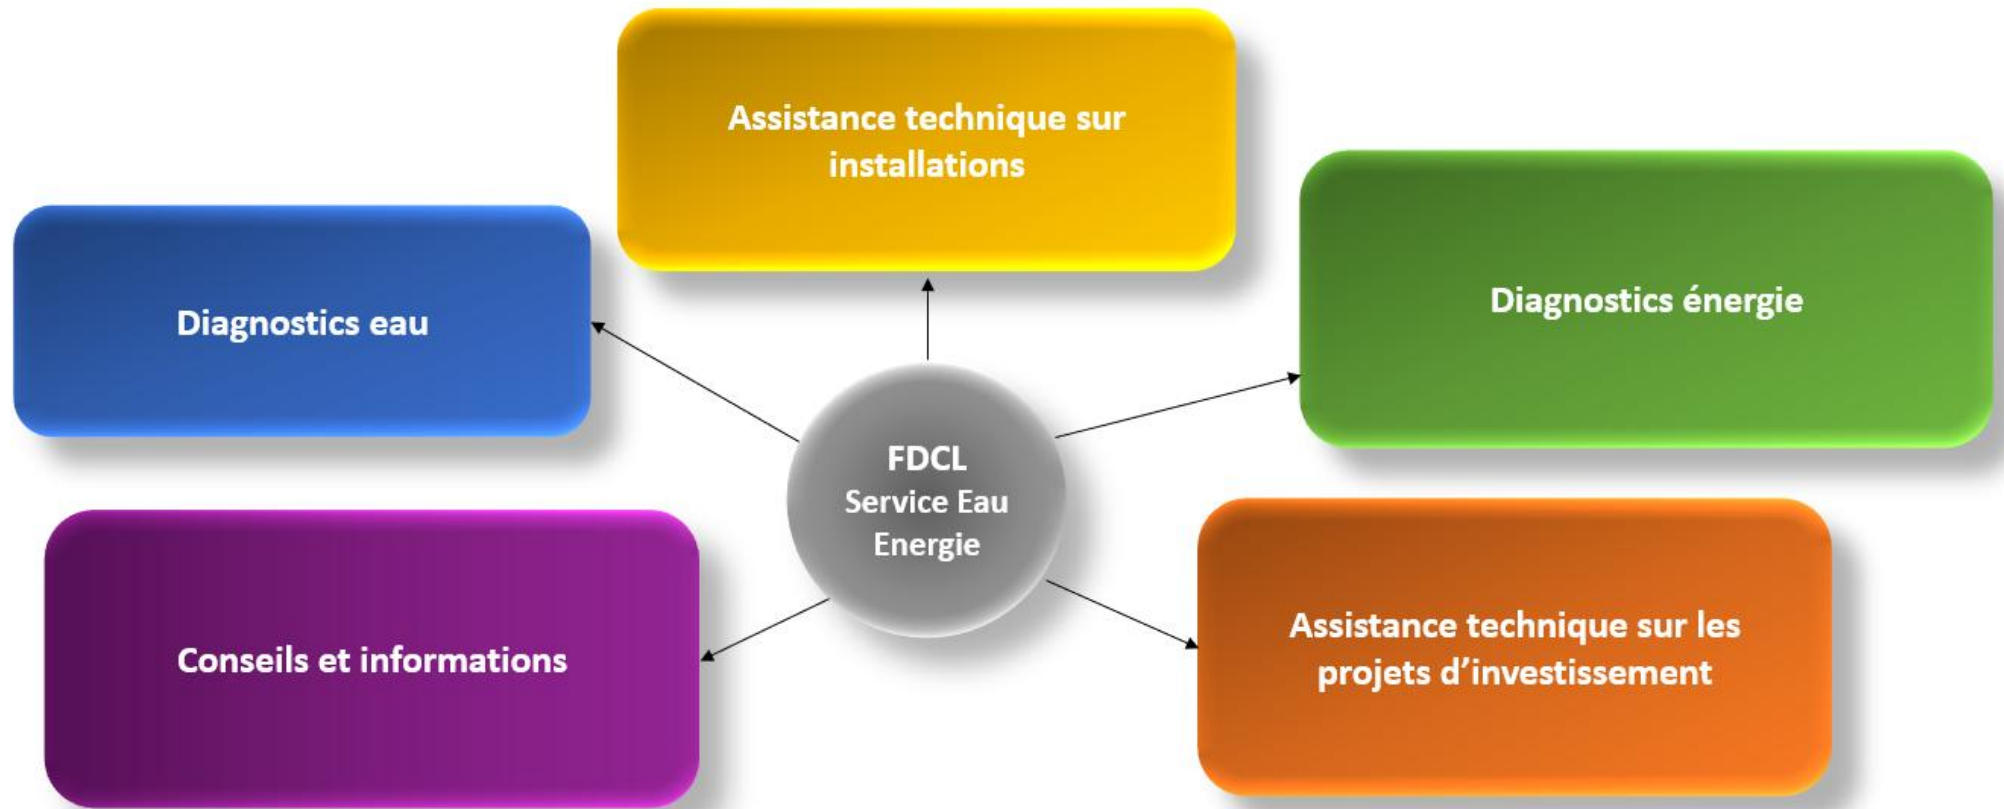 Assistance technique sur
installations
Diagnostics énergie
Diagnostics eau
FDCL
Service Eau
Energie
Assistance technique sur les
projets d’investissement
Conseils et informations